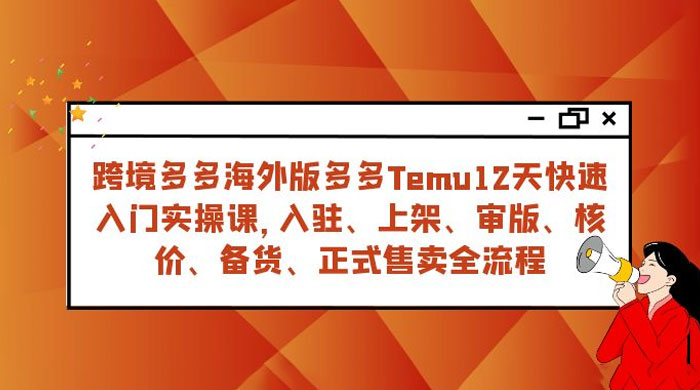 跨境多多海外版多多Temu12天快速
入门实操课,入驻、上架、审版、核
价、备货、正式售卖全流程